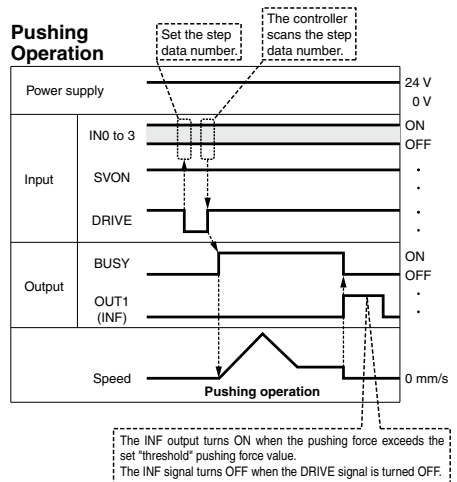 Pushing
Operation
Set the step
data number.
The controller
scans the step
data number.
Power supply
24 V
0 V
Input
IN0 to 3
ON
OFF
SVON
DRIVE
Output
BUSY
ON
OFF
OUT1
(INF)
Speed
Pushing operation
0 mm/s
The INF output turns ON when the pushing force exceeds the
set "threshold" pushing force value.
The INF signal turns OFF when the DRIVE signal is turned OFF.